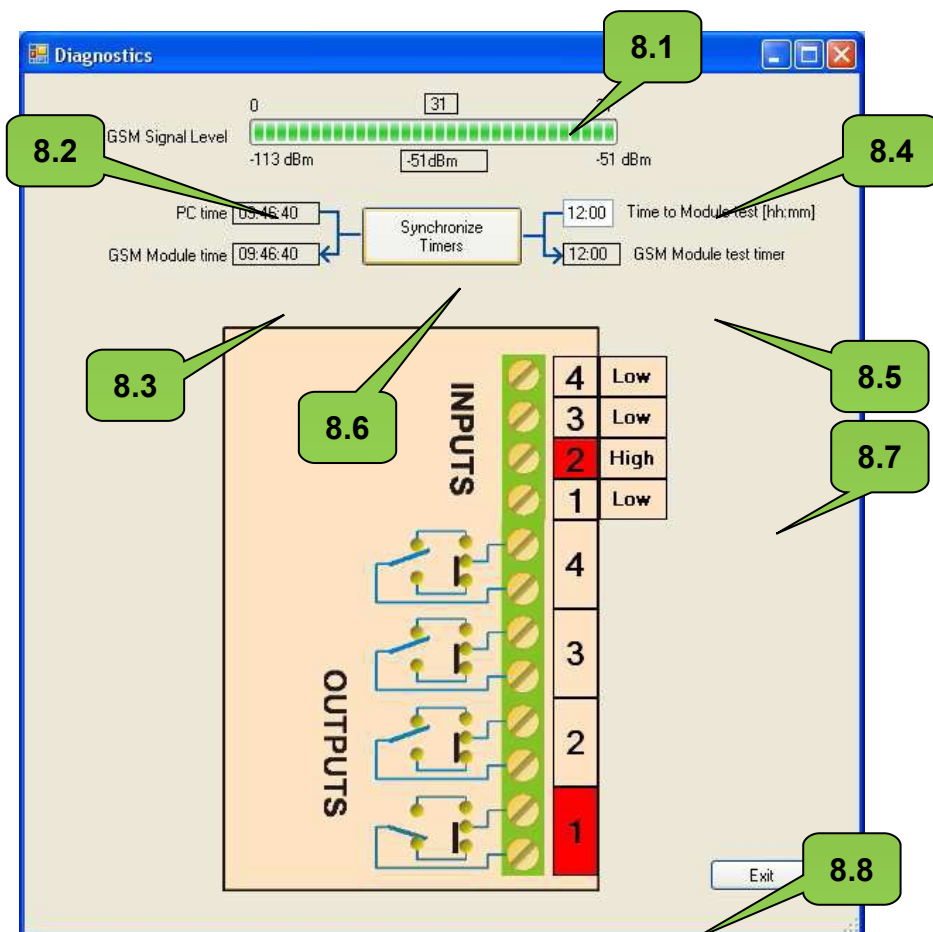 8.1
Diagnostics
0 31
GSM Signal Level
-113 dBm -51dBm -51 dBm
8.2
8.4
PC time 09:46:40
Synchronize
Timers
12:00 Time to Module test [hh:mm]
GSM Module time 09:46:40
12:00 GSM Module test timer
8.3
8.6
8.5
8.7
INPUTS
4 Low
3 Low
2 High
1 Low
OUTPUTS
4
3
2
1
Exit
8.8